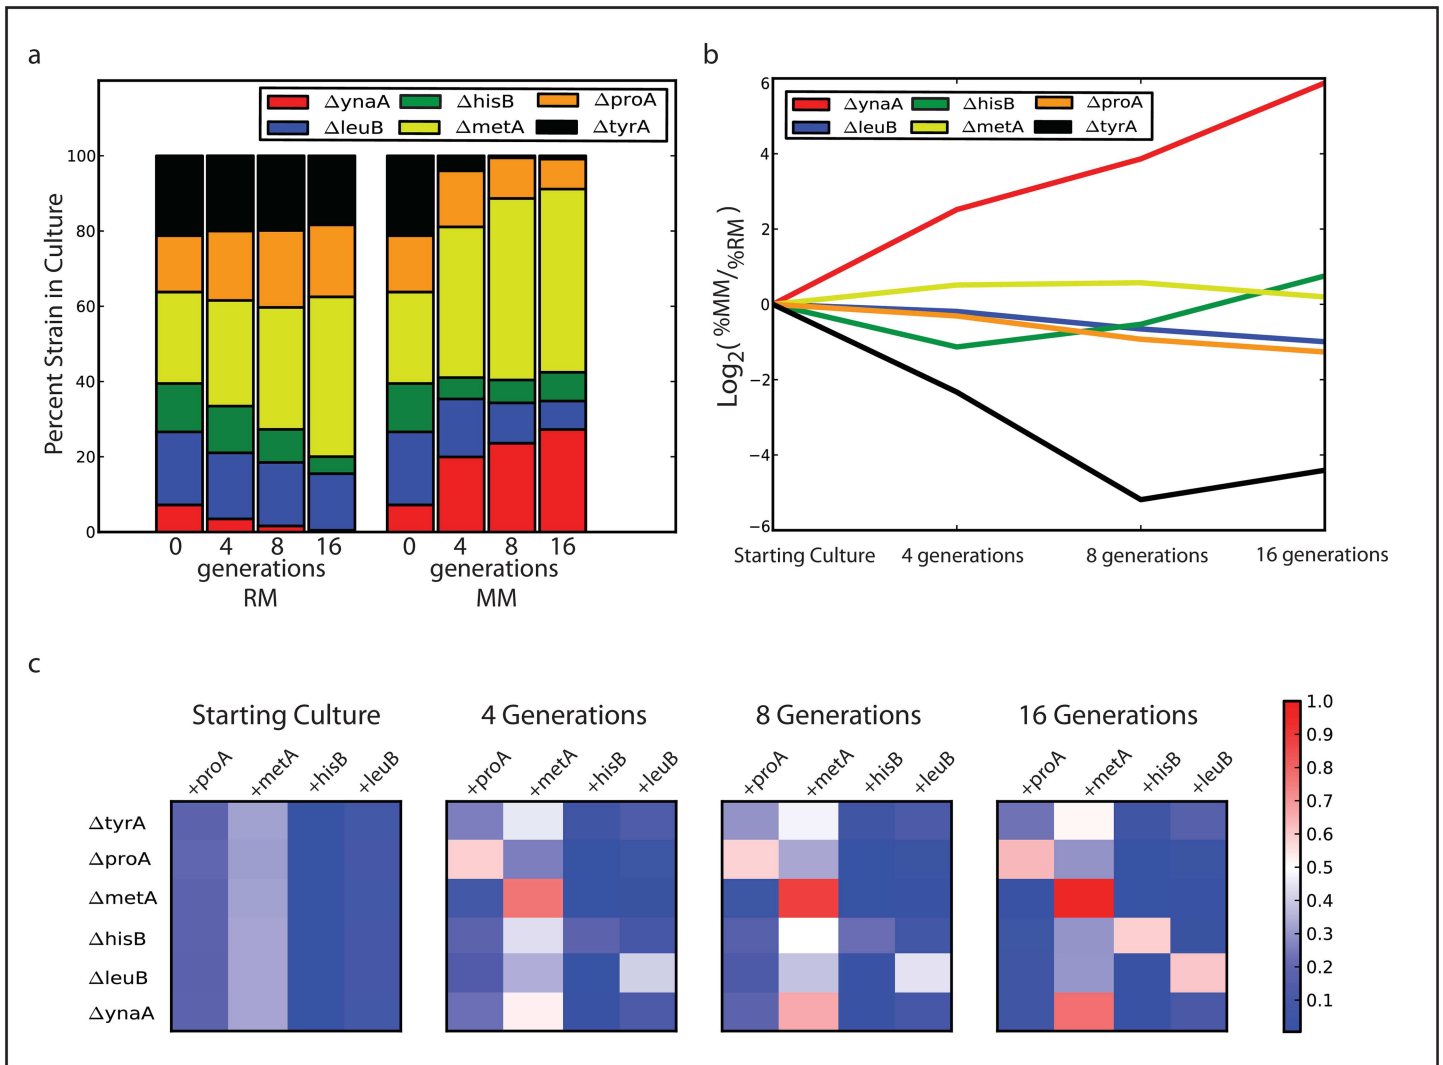 a
ΔynaA ΔhisB ΔproA
ΔleuB ΔmetA ΔtyrA
Percent Strain in Culture
100
80
60
40
20
0
0 4 8 16 0 4 8 16
generations generations
RM MM
b
ΔynaA ΔhisB ΔproA
ΔleuB ΔmetA ΔtyrA
Log2(%MM/%RM)
6
4
2
0
−2
−4
−6
Starting Culture 4 generations 8 generations 16 generations
c
Starting Culture 4 Generations 8 Generations 16 Generations
+proA +metA +hisB +leuB +proA +metA +hisB +leuB +proA +metA +hisB +leuB +proA +metA +hisB +leuB
ΔtyrA
ΔproA
ΔmetA
ΔhisB
ΔleuB
ΔynaA
1.0
0.9
0.8
0.7
0.6
0.5
0.4
0.3
0.2
0.1